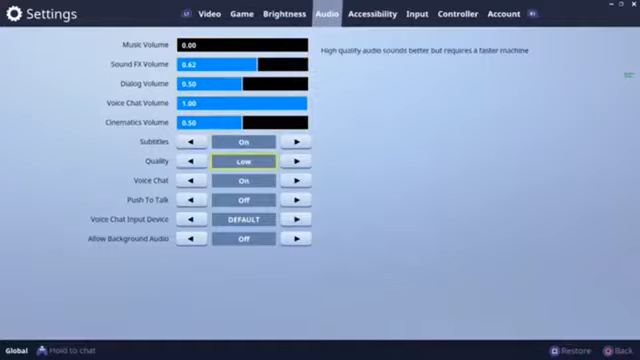 Settings
Video Game Brightness Audio Accessibility Input Controller Account
Music Volume 0.00
Sound FX Volume 0.62
Dialog Volume 0.50
Voice Chat Volume 1.00
Cinematics Volume 0.50
Subtitles On
Quality Low
Voice Chat On
Push To Talk Off
Voice Chat Input Device DEFAULT
Allow Background Audio Off
High quality audio sounds better but requires a faster machine
Global Hold to chat
Restore Back